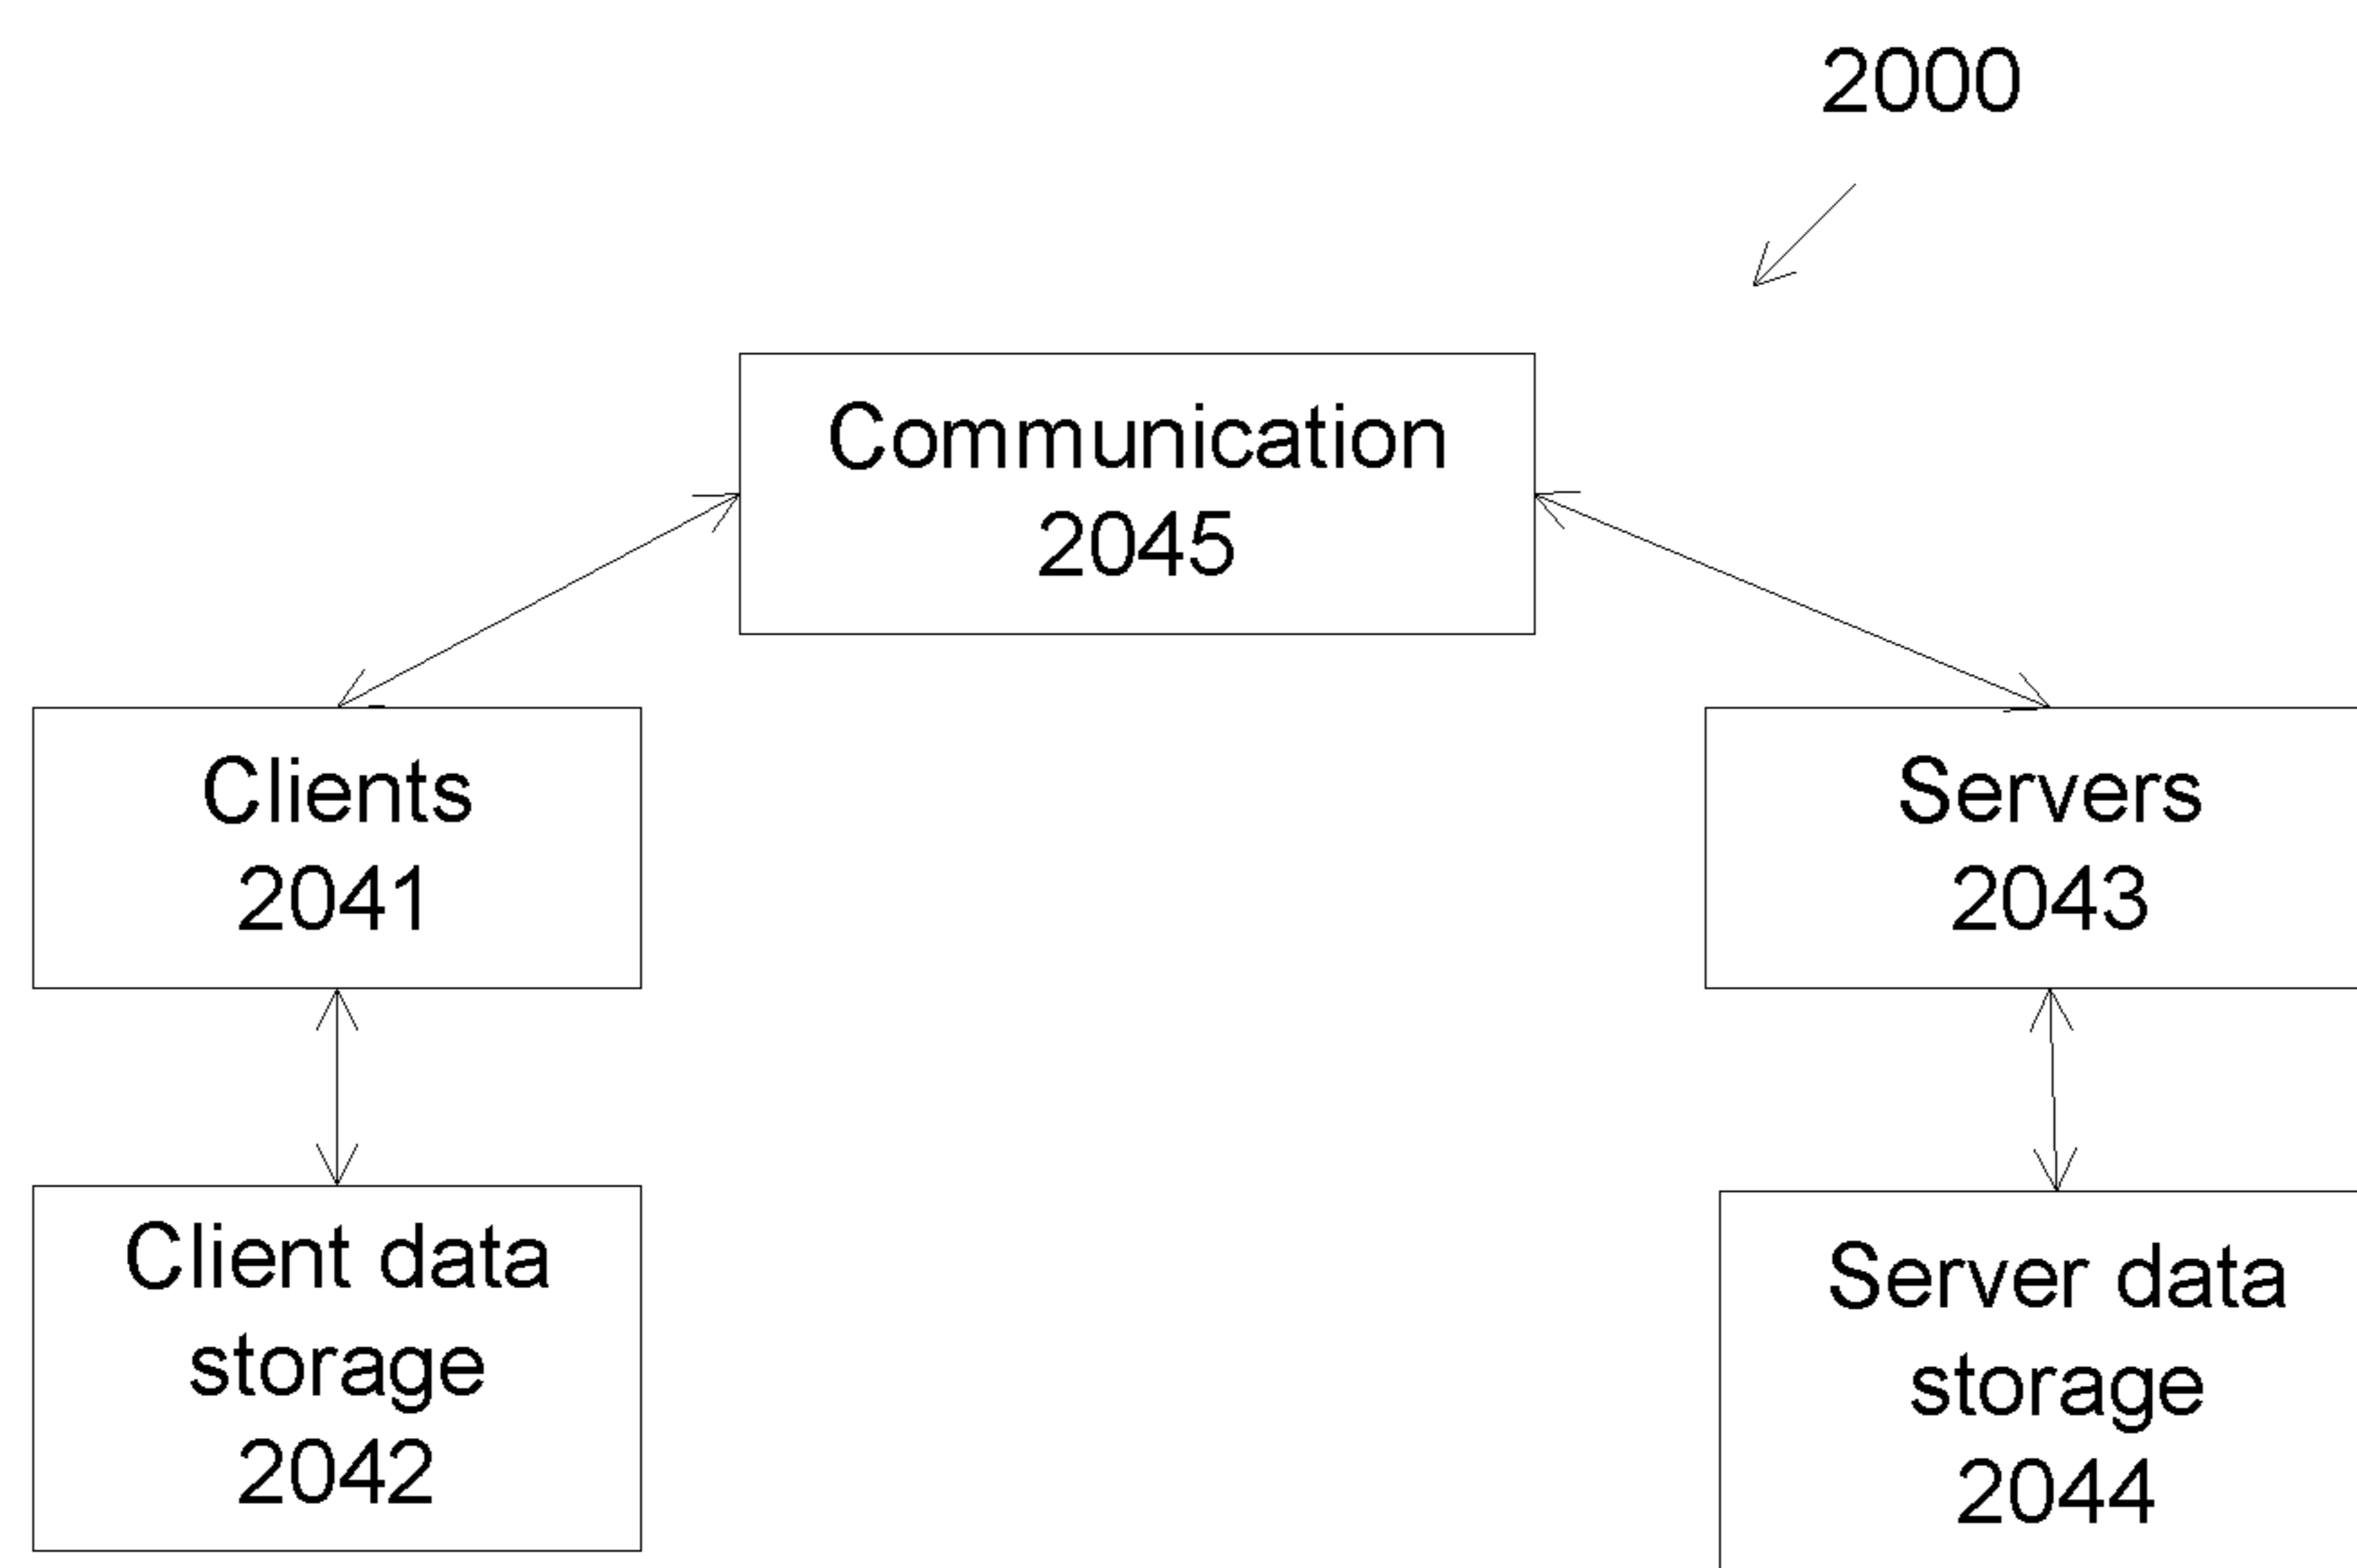 2000
Communication
2045
Clients
2041
Servers
2043
Client data
storage
2042
Server data
storage
2044